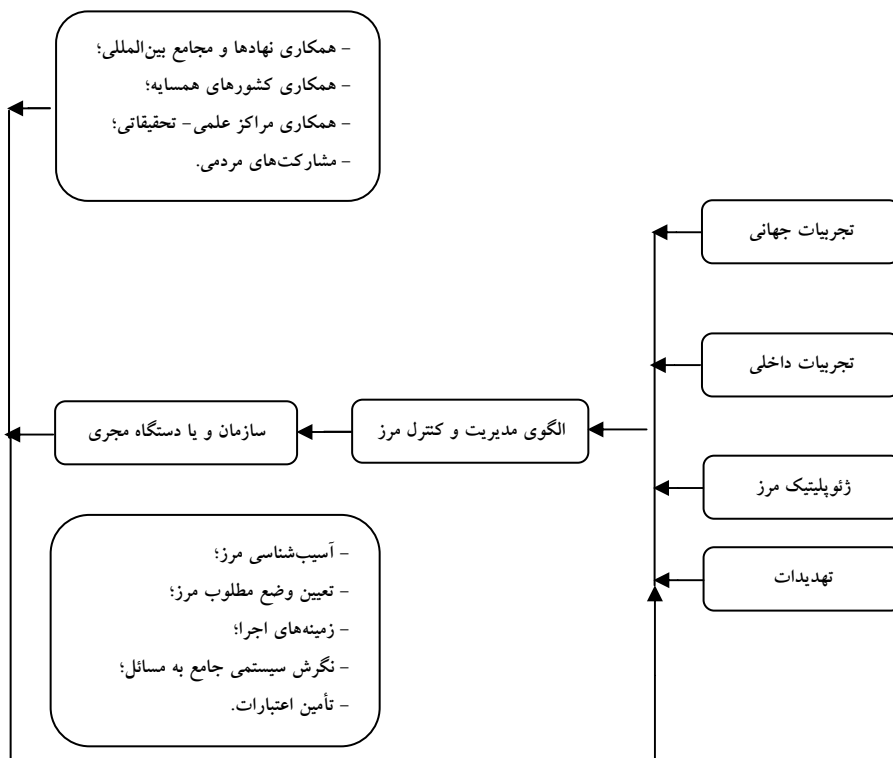 - همکاری نهادها و مجامع بین‌المللی؛
- همکاری کشورهای همسایه؛
- همکاری مراکز علمی- تحقیقاتی؛
- مشارکت‌های مردمی.
تجربیات جهانی
تجربیات داخلی
الگوی مدیریت و کنترل مرز
سازمان و یا دستگاه مجری
ژئوپلیتیک مرز
تهدیدات
- آسیب‌شناسی مرز؛
- تعیین وضع مطلوب مرز؛
- زمینه‌های اجرا؛
- نگرش سیستمی جامع به مسائل؛
- تأمین اعتبارات.